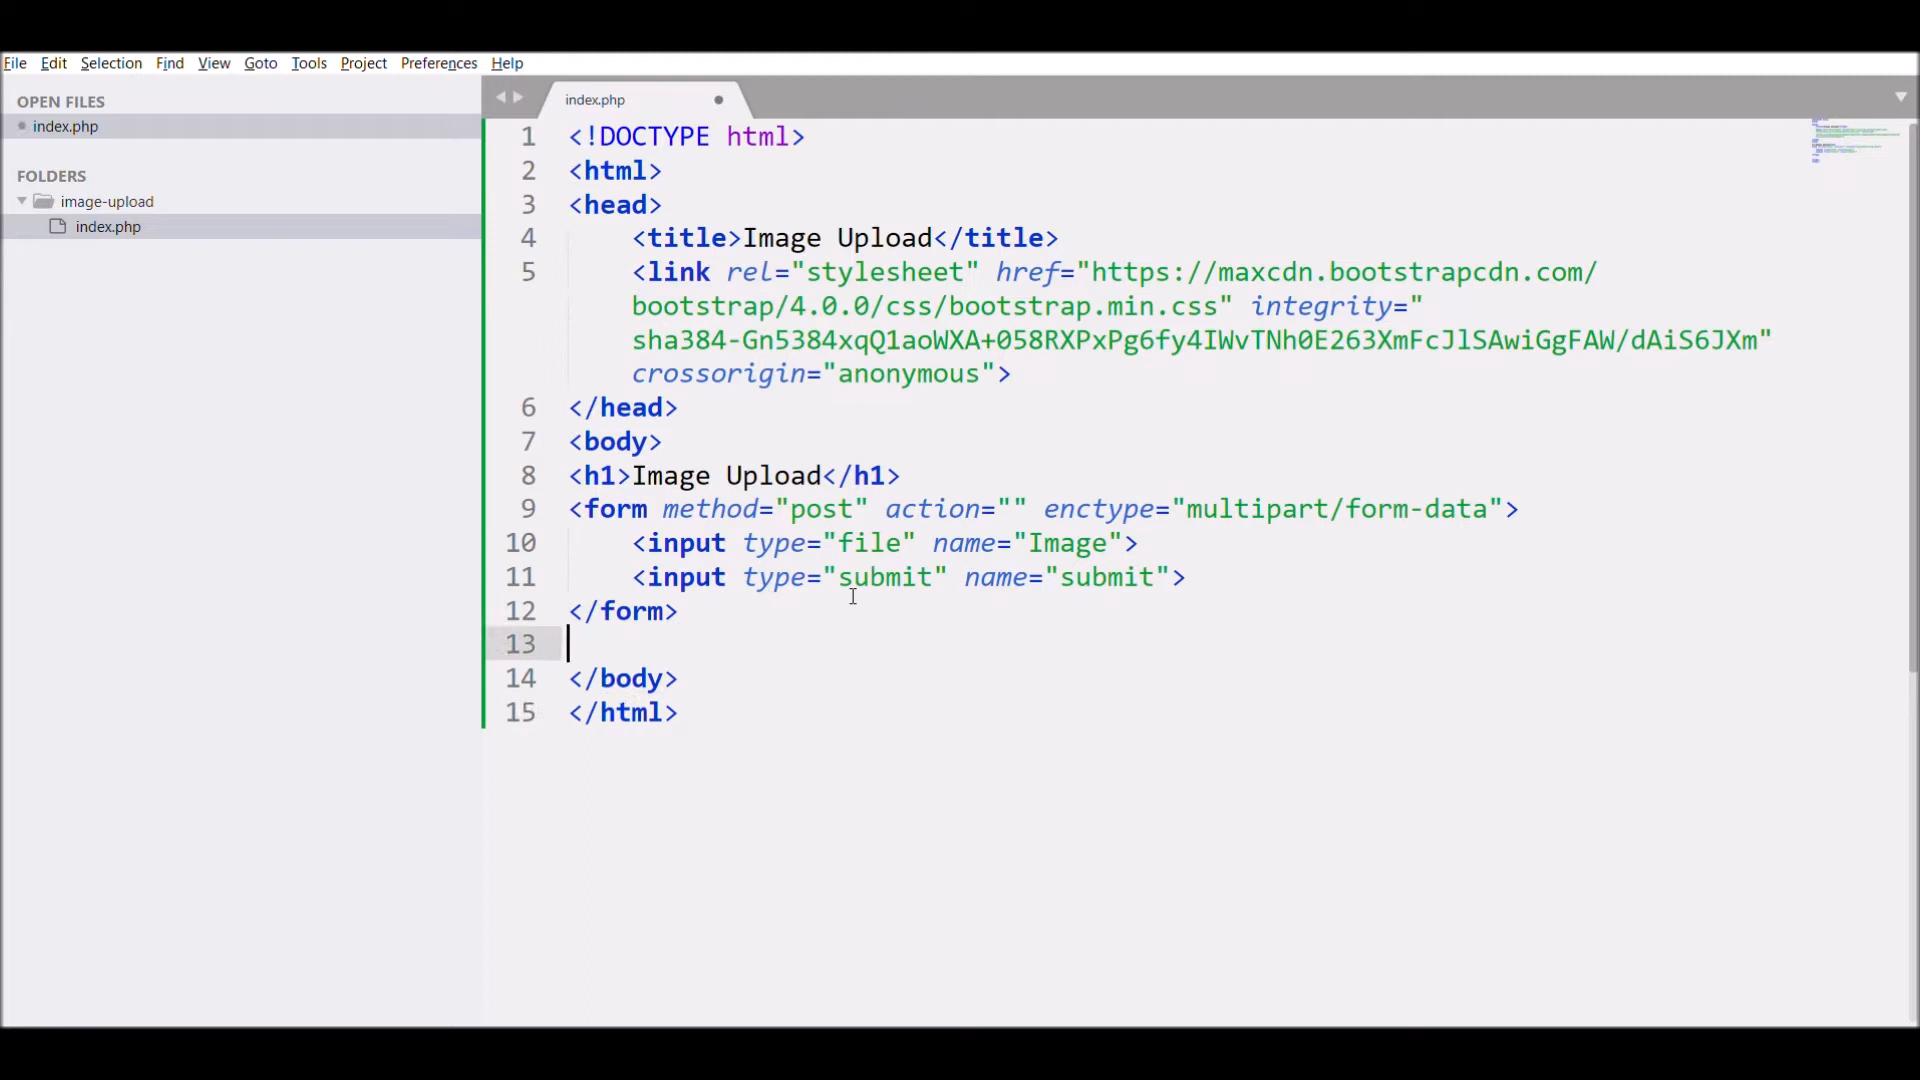 File Edit Selection Find View Goto Tools Project Preferences Help
OPEN FILES
index.php
FOLDERS
image-upload
index.php
index.php
1 <!DOCTYPE html>
2 <html>
3 <head>
4 <title>Image Upload</title>
5 <link rel="stylesheet" href="https://maxcdn.bootstrapcdn.com/
bootstrap/4.0.0/css/bootstrap.min.css" integrity="
sha384-Gn5384xqQ1aoWXA+058RXPxPg6fy4IWvTNh0E263XmFcJlSAwiGgFAW/dAiS6JXm"
crossorigin="anonymous">
6 </head>
7 <body>
8 <h1>Image Upload</h1>
9 <form method="post" action="" enctype="multipart/form-data">
10 <input type="file" name="Image">
11 <input type="submit" name="submit">
12 </form>
13
14 </body>
15 </html>